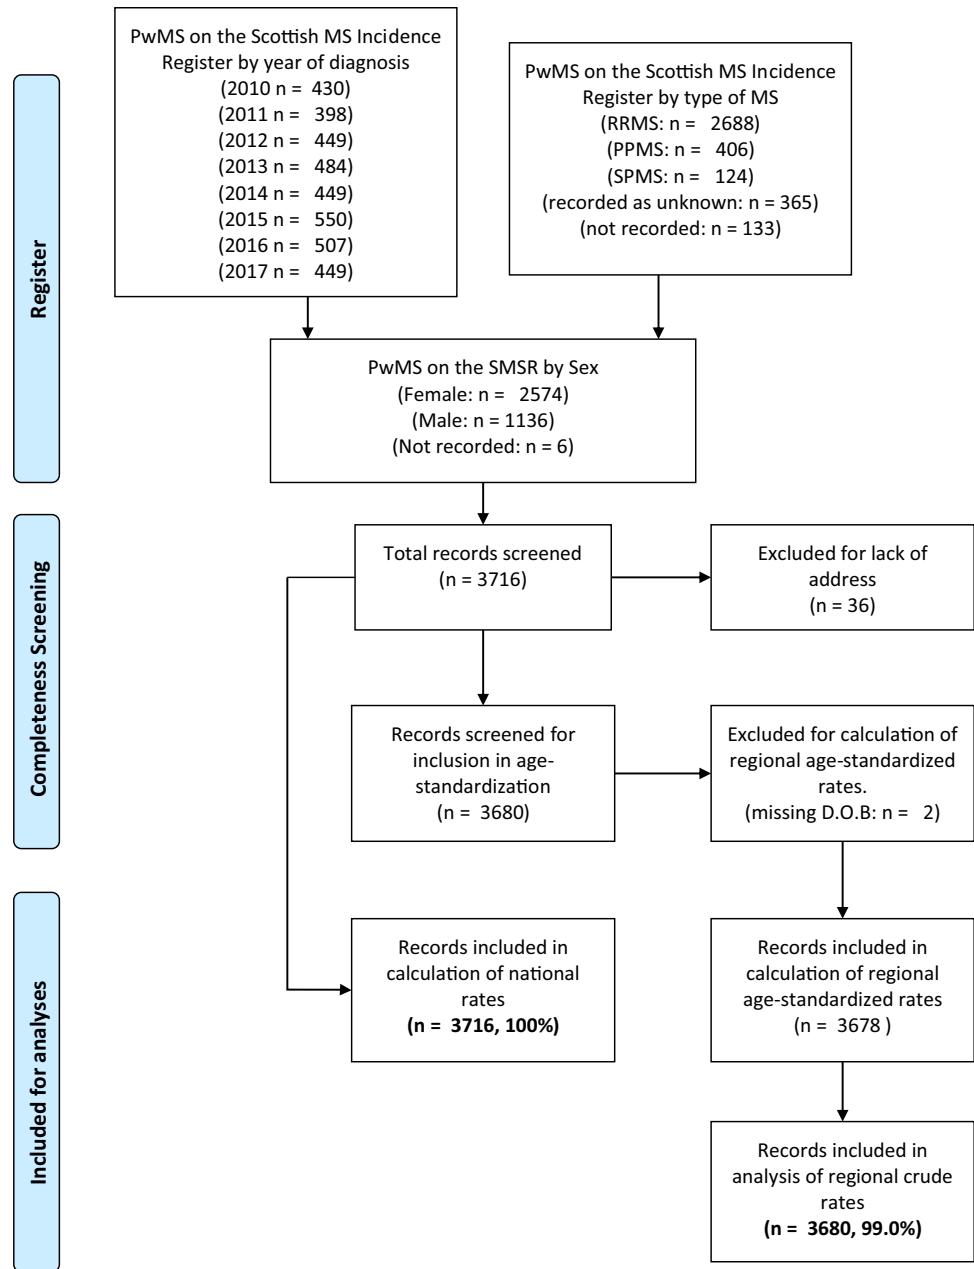 PwMS on the Scottish MS Incidence
Register by year of diagnosis
(2010 n = 430)
(2011 n = 398)
(2012 n = 449)
(2013 n = 484)
(2014 n = 449)
(2015 n = 550)
(2016 n = 507)
(2017 n = 449)
PwMS on the Scottish MS Incidence
Register by type of MS
(RRMS: n = 2688)
(PPMS: n = 406)
(SPMS: n = 124)
(recorded as unknown: n = 365)
(not recorded: n = 133)
Register
PwMS on the SMSR by Sex
(Female: n = 2574)
(Male: n = 1136)
(Not recorded: n = 6)
Completeness Screening
Total records screened
(n = 3716)
Excluded for lack of
address
(n = 36)
Records screened for
inclusion in age-
standardization
(n = 3680)
Excluded for calculation of
regional age-standardized
rates.
(missing D.O.B: n = 2)
Included for analyses
Records included in
calculation of national
rates
(n = 3716, 100%)
Records included in
calculation of regional
age-standardized rates
(n = 3678 )
Records included in
analysis of regional crude
rates
(n = 3680, 99.0%)